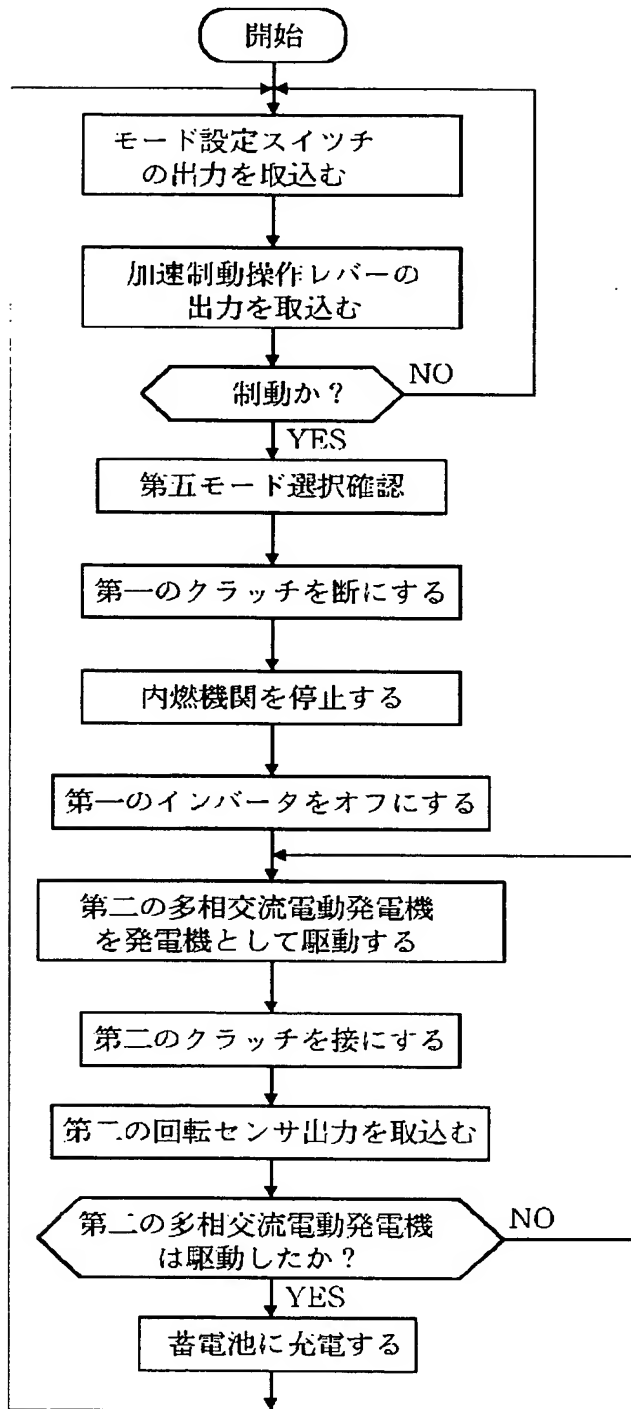 開始
モード設定スイッチ
の出力を取込む
加速制動操作レバーの
出力を取込む
制動か？
NO
YES
第五モード選択確認
第一のクラッチを断にする
内燃機関を停止する
第一のインバータをオフにする
第二の多相交流電動発電機
を発電機として駆動する
第二のクラッチを接にする
第二の回転センサ出力を取込む
第二の多相交流電動発電機
は駆動したか？
NO
YES
蓄電池に充電する